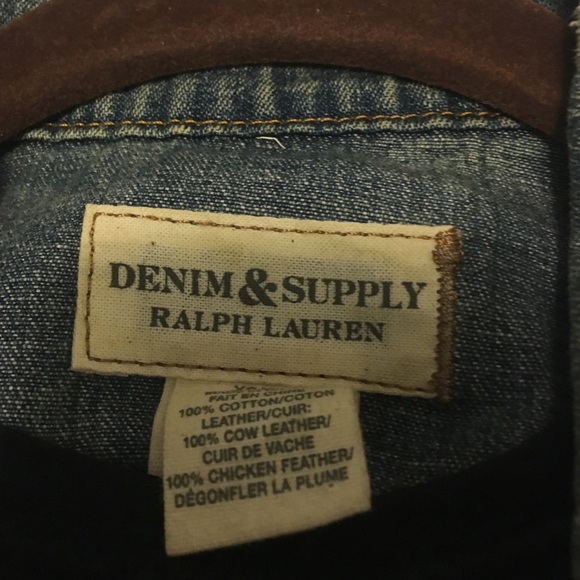 DENIM & SUPPLY
RALPH LAUREN
FAIT EN CHINE
100% COTTON/COTON
LEATHER/CUIR:
100% COW LEATHER/
CUIR DE VACHE
100% CHICKEN FEATHER/
DÉGONFLER LA PLUME